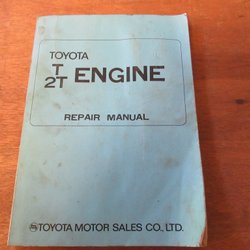 TOYOTA
T
2T ENGINE
REPAIR MANUAL
TOYOTA MOTOR SALES CO., LTD.